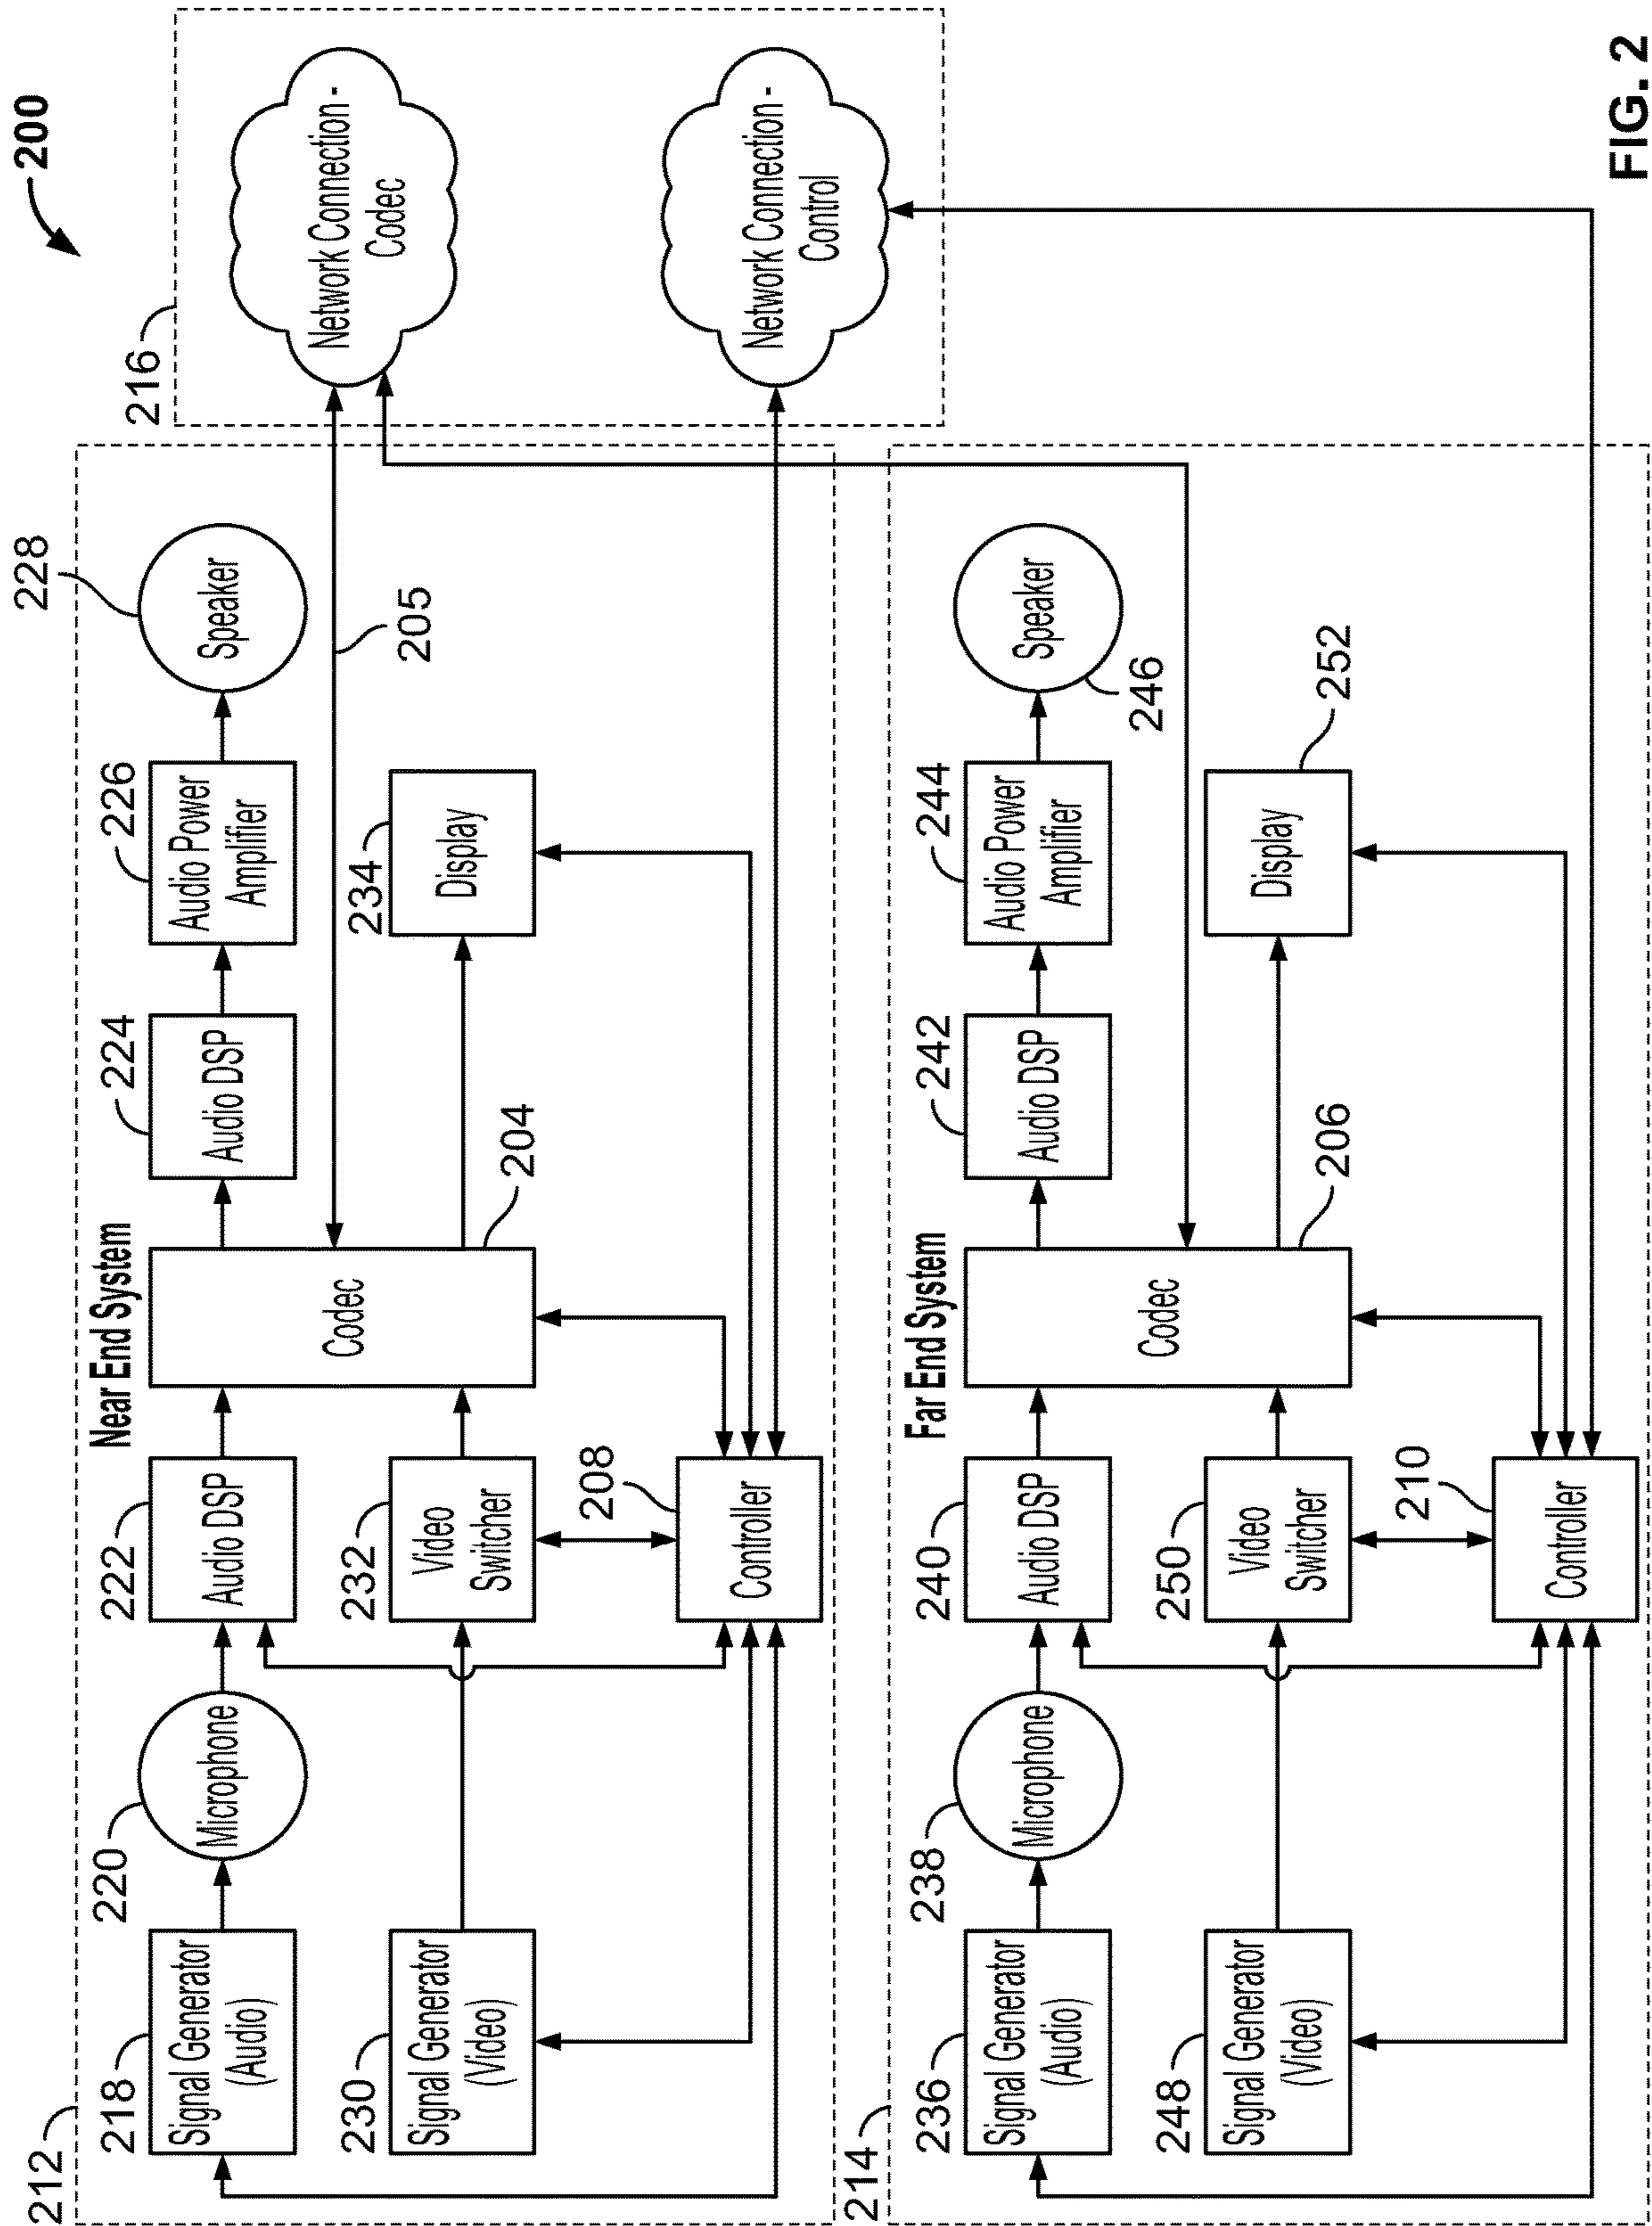 200
212
Near End System
218
Signal Generator
(Audio)
220
Microphone
222
Audio DSP
Codec
204
224
Audio DSP
226
Audio Power
Amplifier
228
Speaker
205
230
Signal Generator
(Video)
232
Video
Switcher
234
Display
208
Controller
216
Network Connection -
Codec
Network Connection -
Control
214
Far End System
236
Signal Generator
(Audio)
238
Microphone
240
Audio DSP
Codec
206
242
Audio DSP
244
Audio Power
Amplifier
Speaker
246
248
Signal Generator
(Video)
250
Video
Switcher
252
Display
210
Controller
FIG. 2